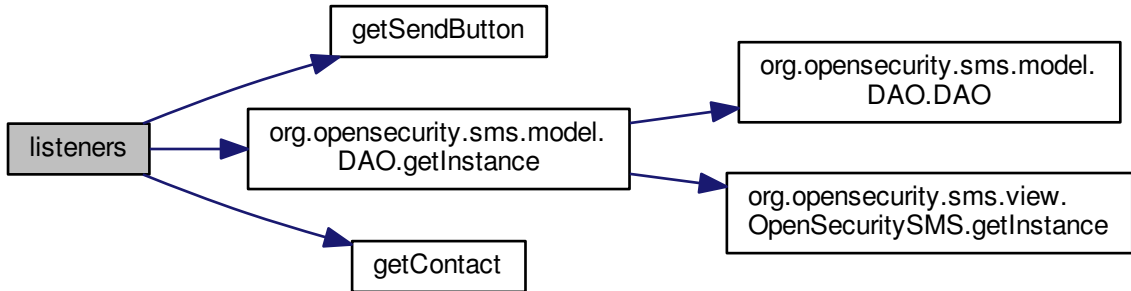 listeners
getSendButton
org.opensecurity.sms.model.
DAO.getInstance
getContact
org.opensecurity.sms.model.
DAO.DAO
org.opensecurity.sms.view.
OpenSecuritySMS.getInstance